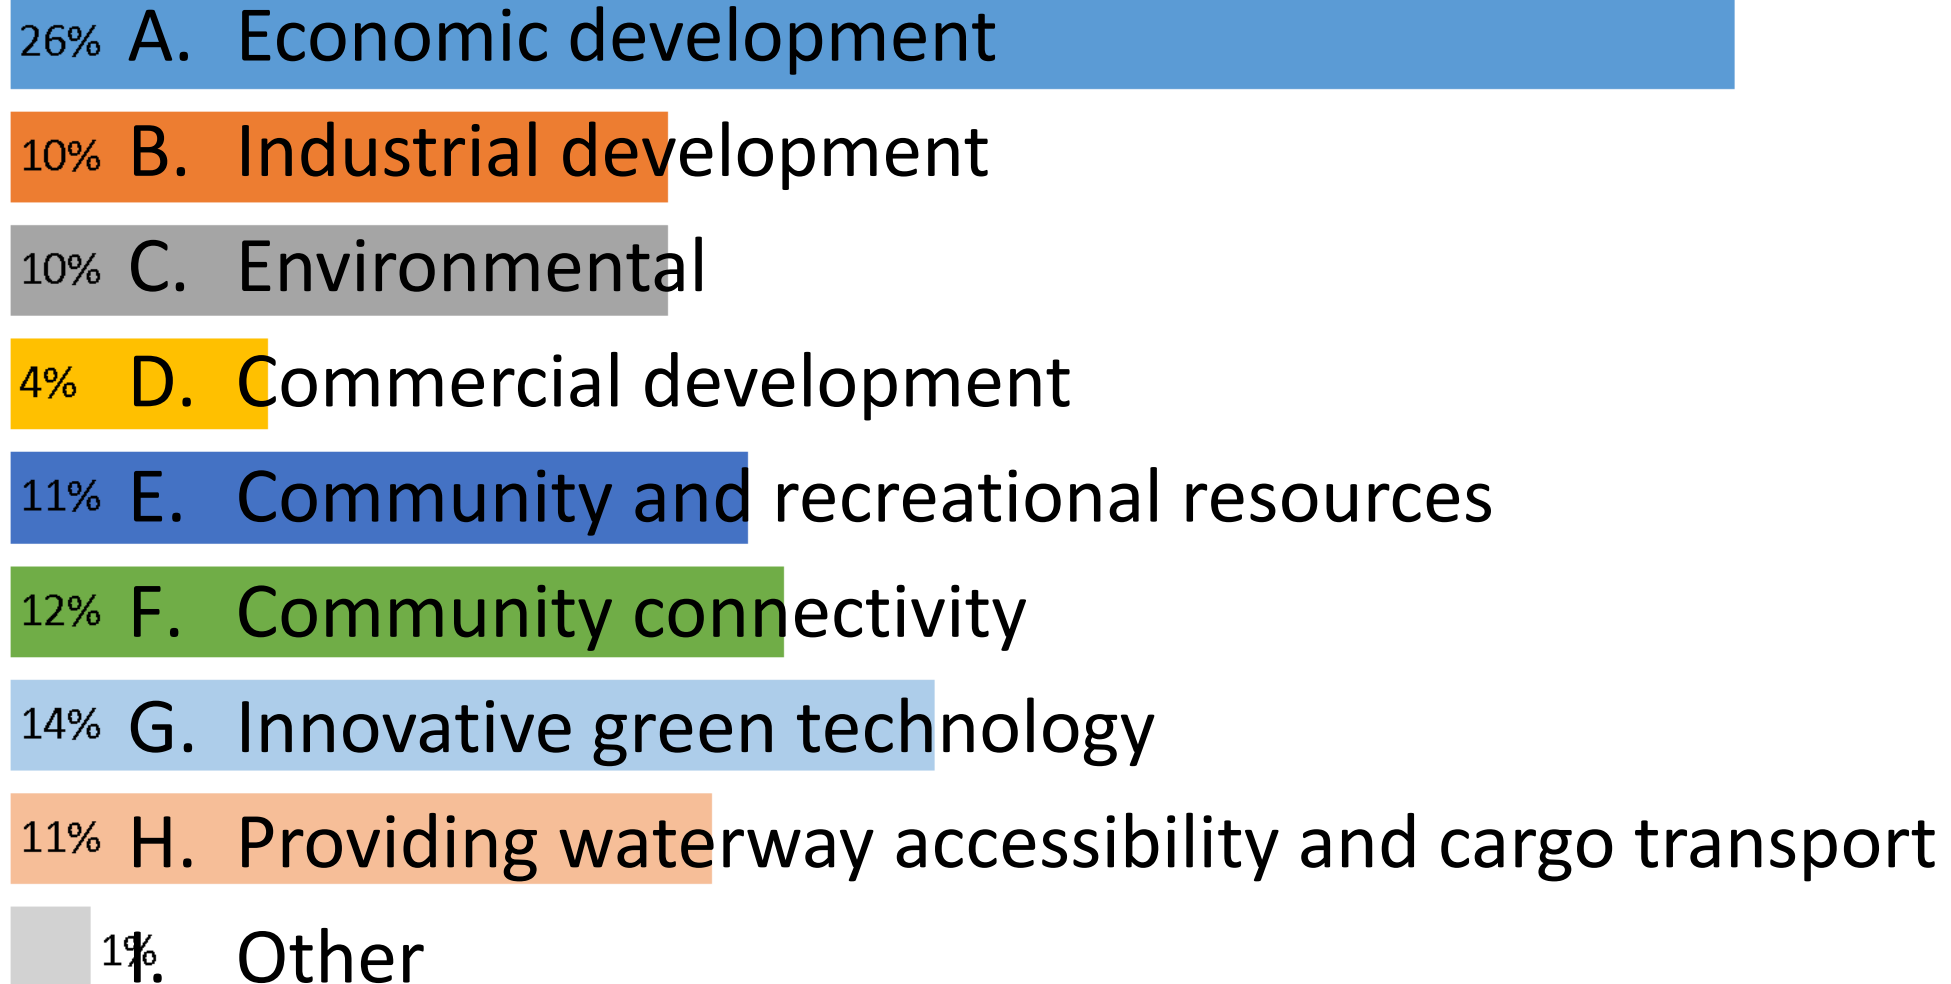 26% A. Economic development
10% B. Industrial development
10% C. Environmental
4% D. Commercial development
11% E. Community and recreational resources
12% F. Community connectivity
14% G. Innovative green technology
11% H. Providing waterway accessibility and cargo transport
1% I. Other